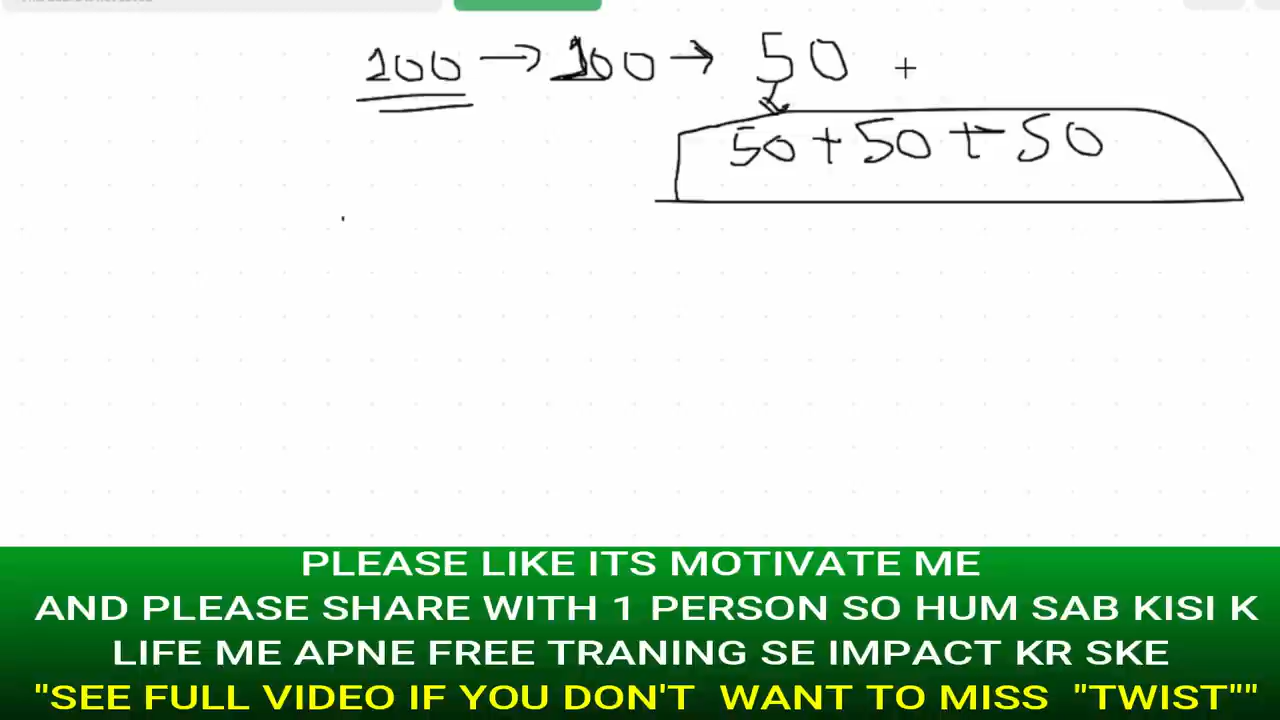 100 → 100 → 50 +
50 + 50 + 50
PLEASE LIKE ITS MOTIVATE ME
AND PLEASE SHARE WITH 1 PERSON SO HUM SAB KISI K
LIFE ME APNE FREE TRANING SE IMPACT KR SKE
"SEE FULL VIDEO IF YOU DON'T WANT TO MISS "TWIST""